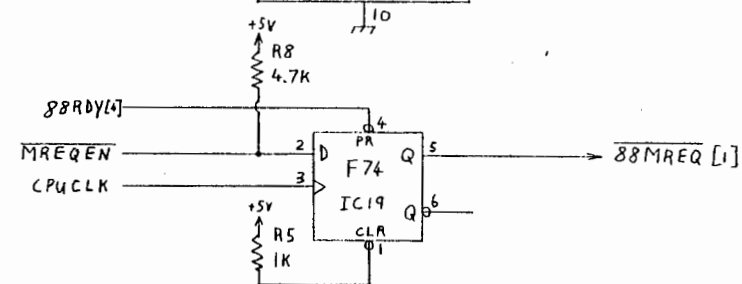 10
+5V
R8
4.7K
88RDY[4]
4
PR
MREQEN
2
D
F74
Q
5
88MREQ [1]
CPUCLK
3
IC19
Q
6
+5V
CLR
R5
1
1K